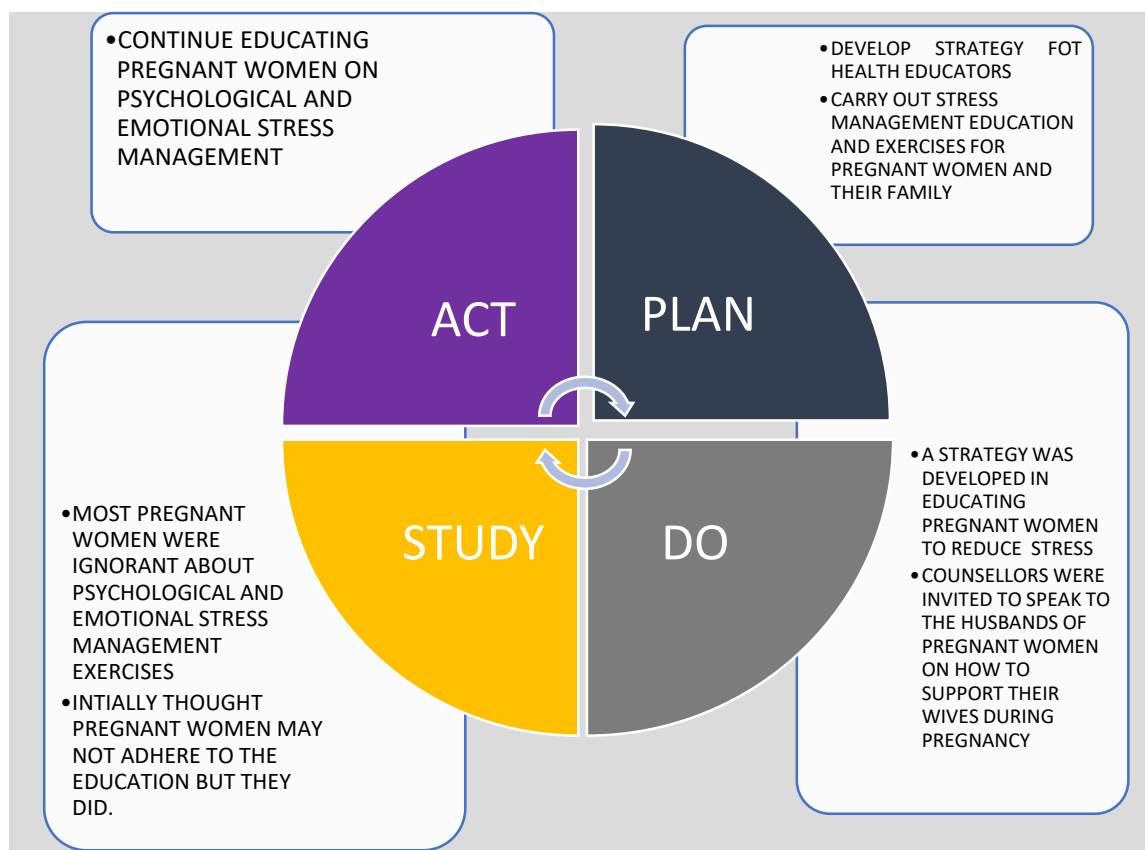 •CONTINUE EDUCATING
PREGNANT WOMEN ON
PSYCHOLOGICAL AND
EMOTIONAL STRESS
MANAGEMENT
•DEVELOP STRATEGY FOT
HEALTH EDUCATORS
•CARRY OUT STRESS
MANAGEMENT EDUCATION
AND EXERCISES FOR
PREGNANT WOMEN AND
THEIR FAMILY
ACT
PLAN
STUDY
DO
•MOST PREGNANT
WOMEN WERE
IGNORANT ABOUT
PSYCHOLOGICAL AND
EMOTIONAL STRESS
MANAGEMENT
EXERCISES
•INTIALLY THOUGHT
PREGNANT WOMEN MAY
NOT ADHERE TO THE
EDUCATION BUT THEY
DID.
•A STRATEGY WAS
DEVELOPED IN
EDUCATING
PREGNANT WOMEN
TO REDUCE STRESS
•COUNSELLORS WERE
INVITED TO SPEAK TO
THE HUSBANDS OF
PREGNANT WOMEN
ON HOW TO
SUPPORT THEIR
WIVES DURING
PREGNANCY